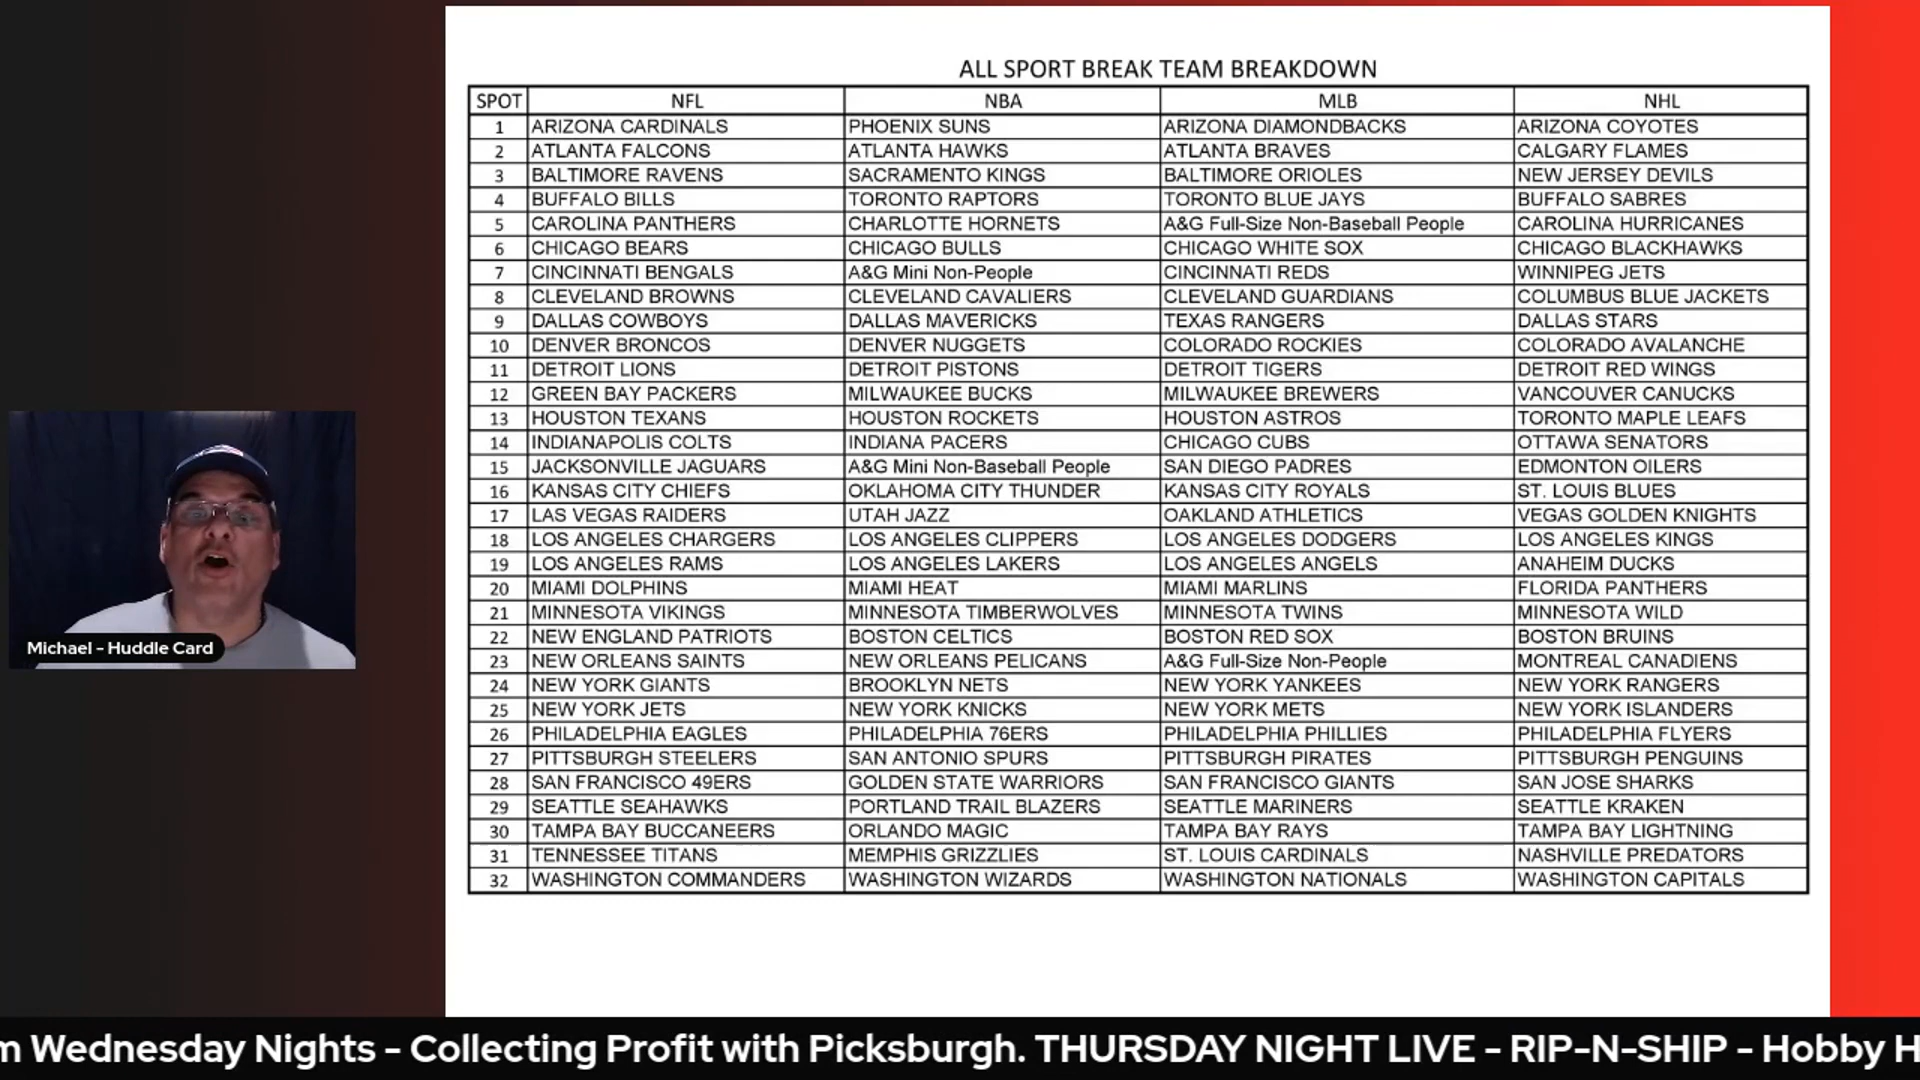 ALL SPORT BREAK TEAM BREAKDOWN
SPOT NFL NBA MLB NHL
1 ARIZONA CARDINALS PHOENIX SUNS ARIZONA DIAMONDBACKS ARIZONA COYOTES
2 ATLANTA FALCONS ATLANTA HAWKS ATLANTA BRAVES CALGARY FLAMES
3 BALTIMORE RAVENS SACRAMENTO KINGS BALTIMORE ORIOLES NEW JERSEY DEVILS
4 BUFFALO BILLS TORONTO RAPTORS TORONTO BLUE JAYS BUFFALO SABRES
5 CAROLINA PANTHERS CHARLOTTE HORNETS A&G Full-Size Non-Baseball People CAROLINA HURRICANES
6 CHICAGO BEARS CHICAGO BULLS CHICAGO WHITE SOX CHICAGO BLACKHAWKS
7 CINCINNATI BENGALS A&G Mini Non-People CINCINNATI REDS WINNIPEG JETS
8 CLEVELAND BROWNS CLEVELAND CAVALIERS CLEVELAND GUARDIANS COLUMBUS BLUE JACKETS
9 DALLAS COWBOYS DALLAS MAVERICKS TEXAS RANGERS DALLAS STARS
10 DENVER BRONCOS DENVER NUGGETS COLORADO ROCKIES COLORADO AVALANCHE
11 DETROIT LIONS DETROIT PISTONS DETROIT TIGERS DETROIT RED WINGS
12 GREEN BAY PACKERS MILWAUKEE BUCKS MILWAUKEE BREWERS VANCOUVER CANUCKS
13 HOUSTON TEXANS HOUSTON ROCKETS HOUSTON ASTROS TORONTO MAPLE LEAFS
14 INDIANAPOLIS COLTS INDIANA PACERS CHICAGO CUBS OTTAWA SENATORS
15 JACKSONVILLE JAGUARS A&G Mini Non-Baseball People SAN DIEGO PADRES EDMONTON OILERS
16 KANSAS CITY CHIEFS OKLAHOMA CITY THUNDER KANSAS CITY ROYALS ST. LOUIS BLUES
17 LAS VEGAS RAIDERS UTAH JAZZ OAKLAND ATHLETICS VEGAS GOLDEN KNIGHTS
18 LOS ANGELES CHARGERS LOS ANGELES CLIPPERS LOS ANGELES DODGERS LOS ANGELES KINGS
19 LOS ANGELES RAMS LOS ANGELES LAKERS LOS ANGELES ANGELS ANAHEIM DUCKS
20 MIAMI DOLPHINS MIAMI HEAT MIAMI MARLINS FLORIDA PANTHERS
21 MINNESOTA VIKINGS MINNESOTA TIMBERWOLVES MINNESOTA TWINS MINNESOTA WILD
22 NEW ENGLAND PATRIOTS BOSTON CELTICS BOSTON RED SOX BOSTON BRUINS
23 NEW ORLEANS SAINTS NEW ORLEANS PELICANS A&G Full-Size Non-People MONTREAL CANADIENS
24 NEW YORK GIANTS BROOKLYN NETS NEW YORK YANKEES NEW YORK RANGERS
25 NEW YORK JETS NEW YORK KNICKS NEW YORK METS NEW YORK ISLANDERS
26 PHILADELPHIA EAGLES PHILADELPHIA 76ERS PHILADELPHIA PHILLIES PHILADELPHIA FLYERS
27 PITTSBURGH STEELERS SAN ANTONIO SPURS PITTSBURGH PIRATES PITTSBURGH PENGUINS
28 SAN FRANCISCO 49ERS GOLDEN STATE WARRIORS SAN FRANCISCO GIANTS SAN JOSE SHARKS
29 SEATTLE SEAHAWKS PORTLAND TRAIL BLAZERS SEATTLE MARINERS SEATTLE KRAKEN
30 TAMPA BAY BUCCANEERS ORLANDO MAGIC TAMPA BAY RAYS TAMPA BAY LIGHTNING
31 TENNESSEE TITANS MEMPHIS GRIZZLIES ST. LOUIS CARDINALS NASHVILLE PREDATORS
32 WASHINGTON COMMANDERS WASHINGTON WIZARDS WASHINGTON NATIONALS WASHINGTON CAPITALS
Michael - Huddle Card
m Wednesday Nights - Collecting Profit with Picksburgh. THURSDAY NIGHT LIVE - RIP-N-SHIP - Hobby H